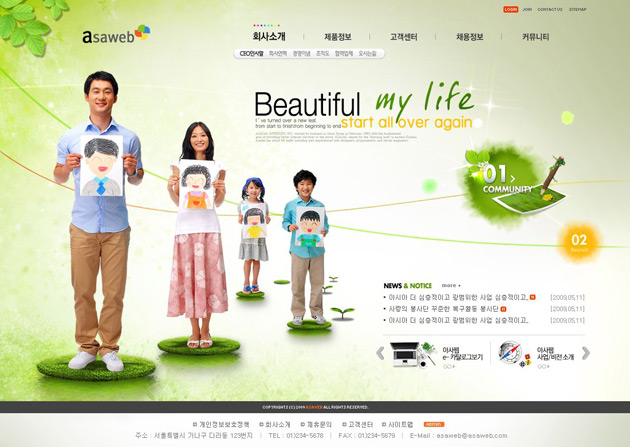 LOGIN JOIN CONTACT US SITEMAP
asaweb
회사소개 제품정보 고객센터 채용정보 커뮤니티
CEO인사말 회사연혁 경영이념 조직도 협력업체 오시는길
Beautiful my life
I`ve turned over a new leaf,
from start to finish/from beginning to end
start all over again
01 >
COMMUNITY
02
NEWS & NOTICE more +
아시아 더 심층적이고 광범위한 사업 심층적이고.. N [2009.05.11]
사랑의 봉사단 꾸준한 복구활동 봉사단 N [2009.05.11]
아시아 더 심층적이고 광범위한 사업 심층적이고.. [2009.05.11]
아사웹
e-카탈로그보기
GO+
아사웹
사업/비전 소개
GO+
COPYRIGHTS (C) 2009 ASAWEB ALL RIGHTS RESERVED.
개인정보보호정책 회사소개 제휴문의 고객센터 사이트맵
주소 : 서울특별시 가나구 다라동 123번지 | TEL : 01)234-5678 | FAX : 01)234-5679 | E-Mail : asaweb@asaweb.com